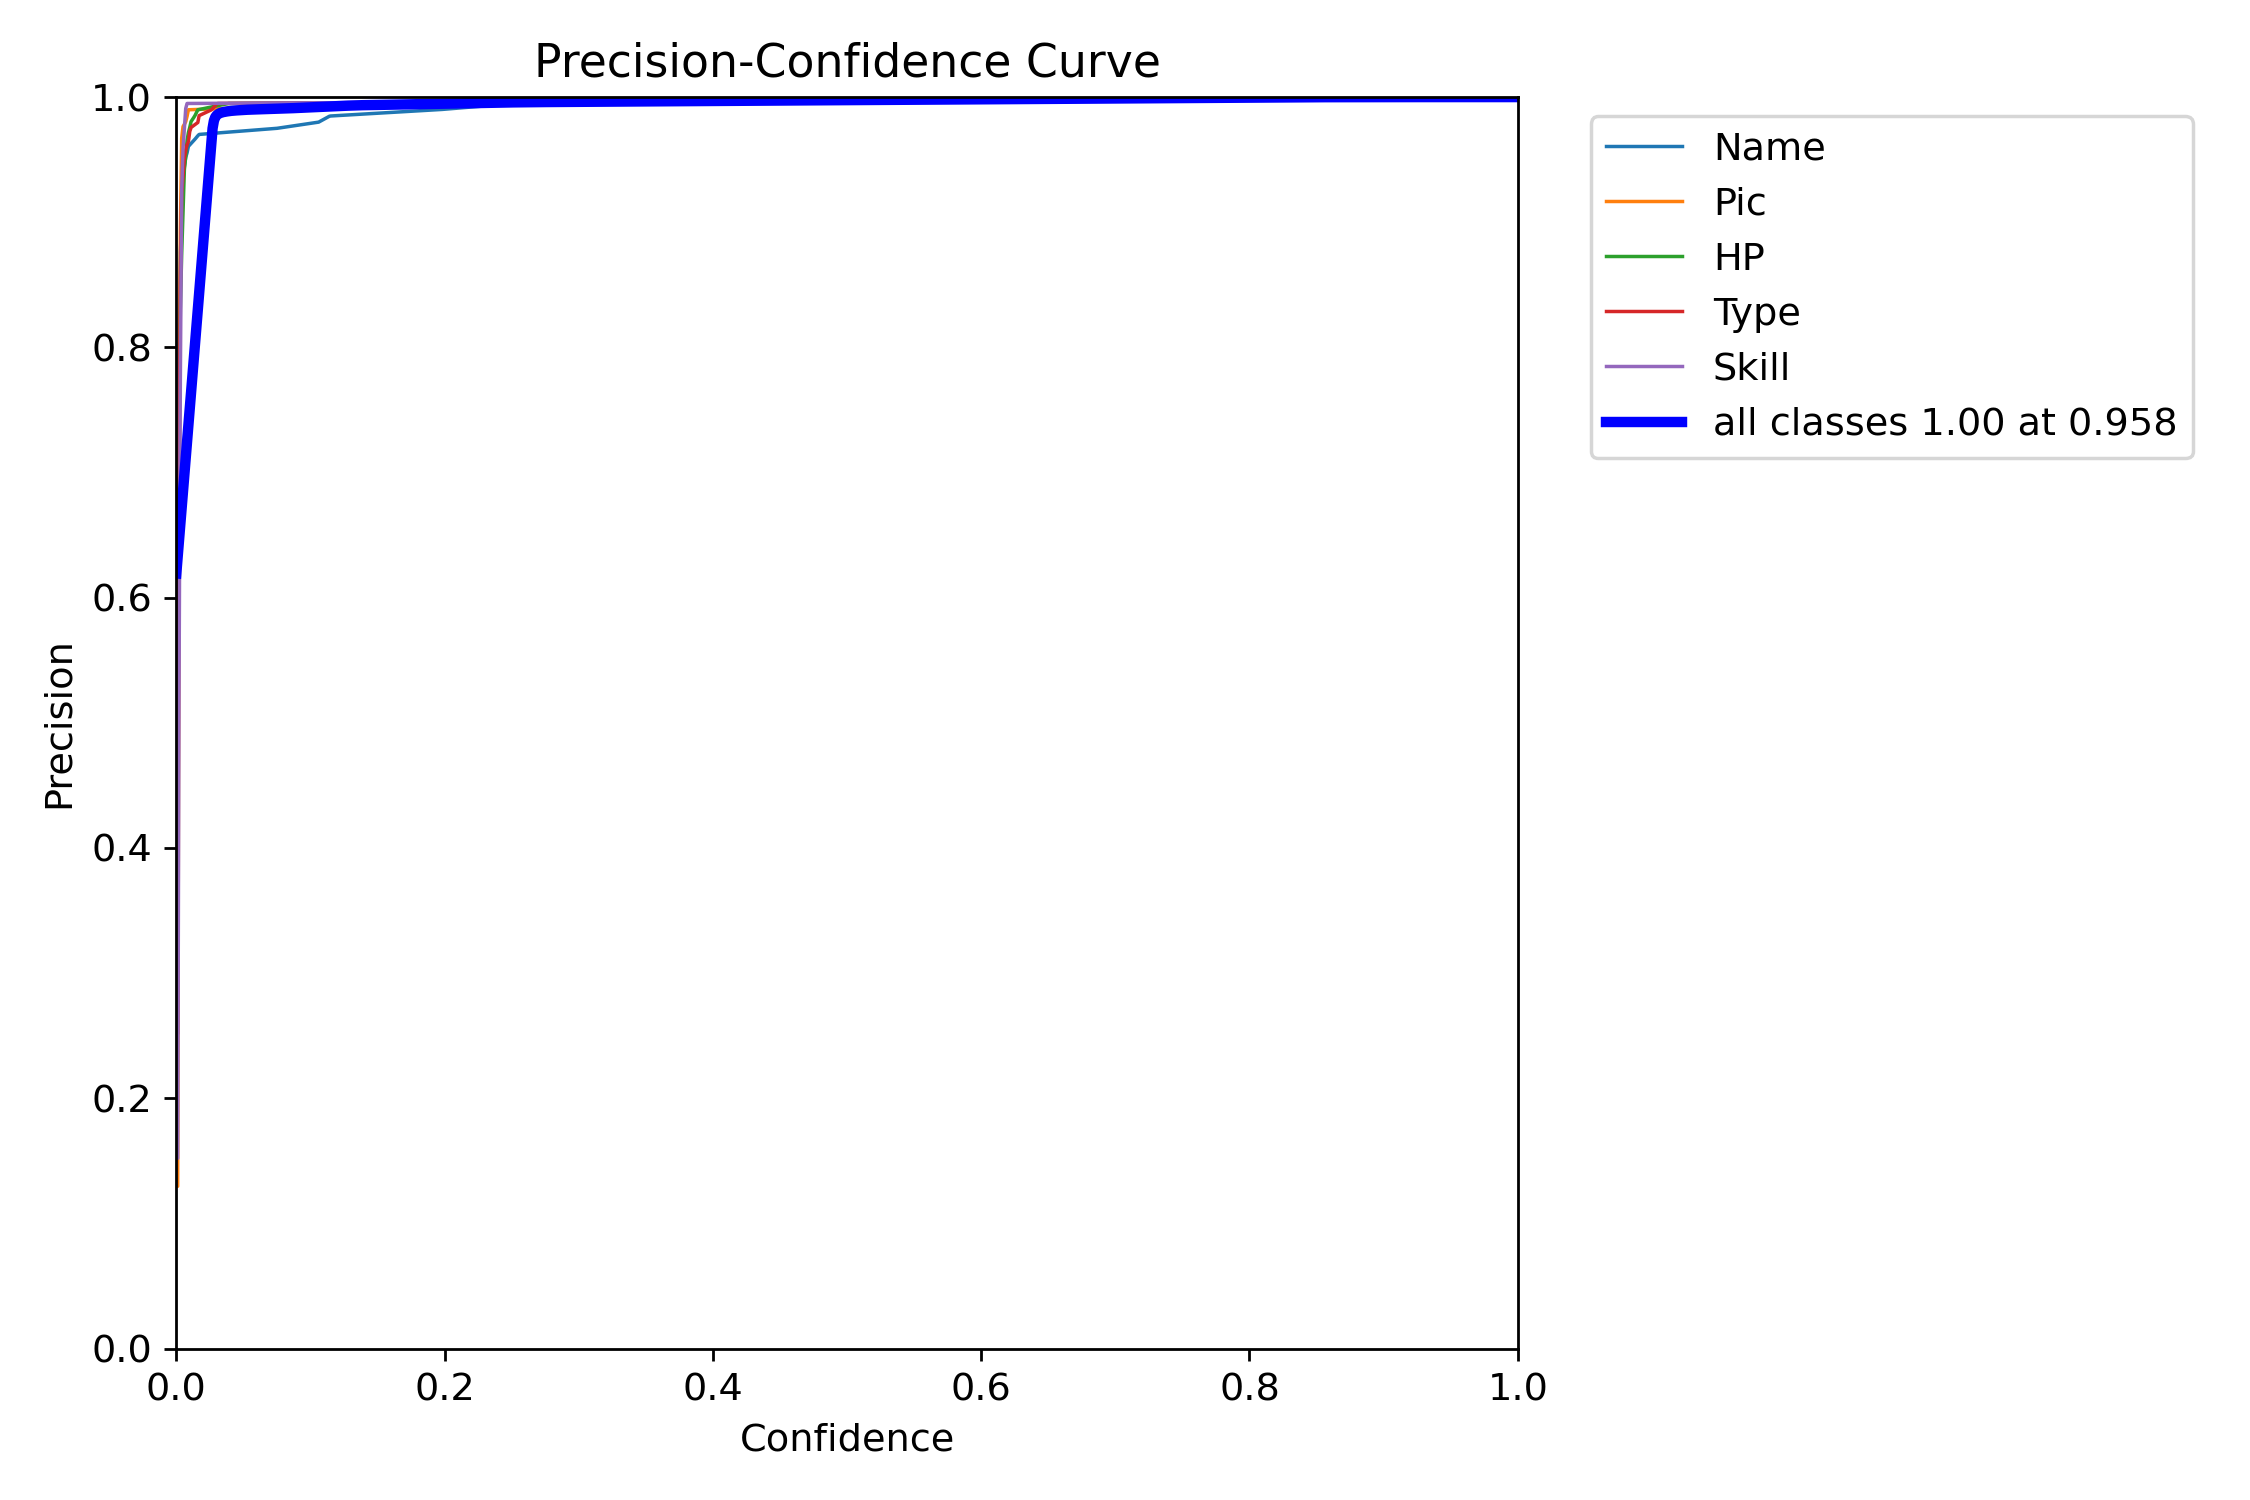 Precision-Confidence Curve
1.0
0.8
0.6
0.4
0.2
0.0
Precision
0.0 0.2 0.4 0.6 0.8 1.0
Confidence
Name
Pic
HP
Type
Skill
all classes 1.00 at 0.958